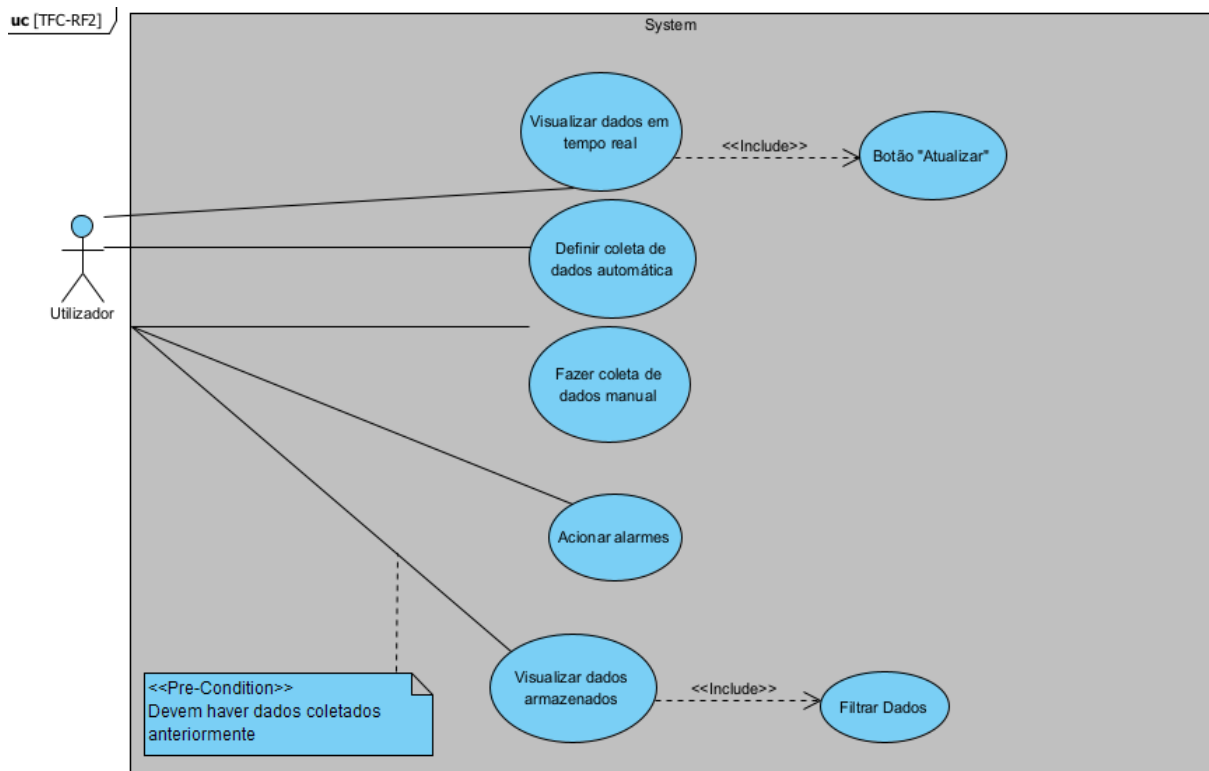 uc [TFC-RF2]
System
Visualizar dados em
tempo real
<<Include>>
Botão "Atualizar"
Utilizador
Definir coleta de
dados automática
Fazer coleta de
dados manual
Acionar alarmes
<<Pre-Condition>>
Devem haver dados coletados
anteriormente
Visualizar dados
armazenados
<<Include>>
Filtrar Dados